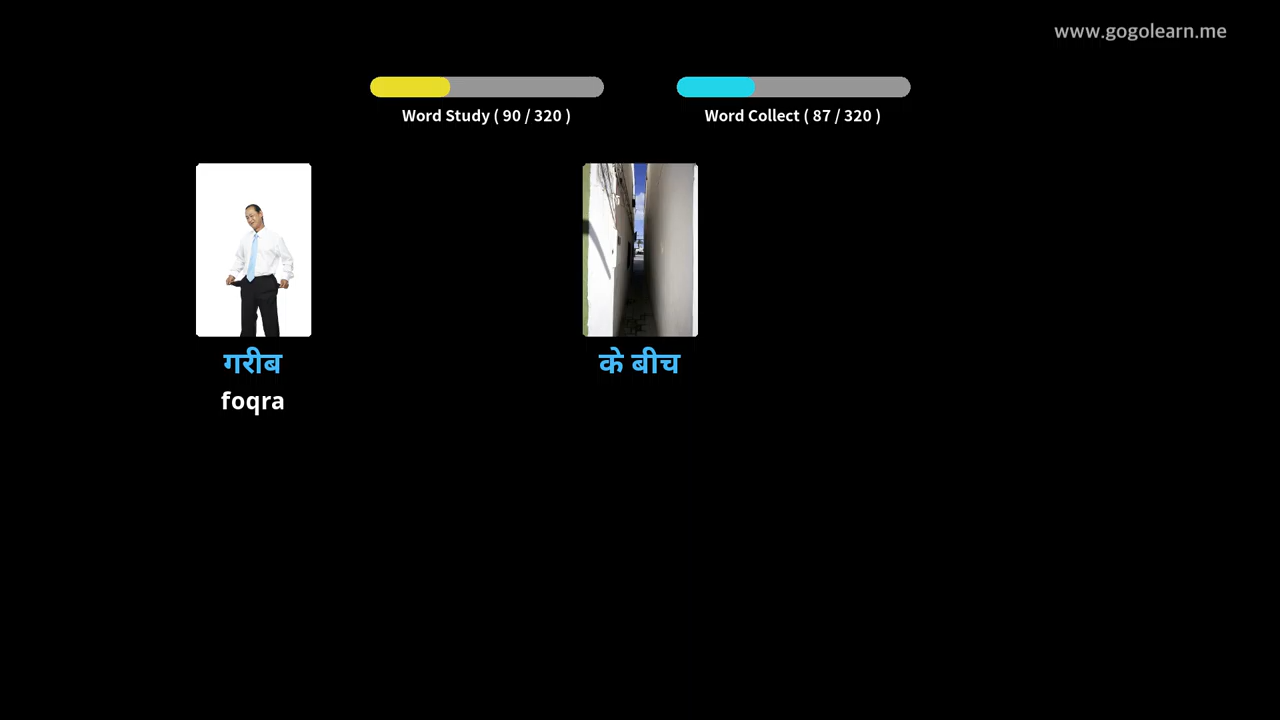 www.gogolearn.me
Word Study ( 90 / 320 )
Word Collect ( 87 / 320 )
गरीब
के बीच
foqra